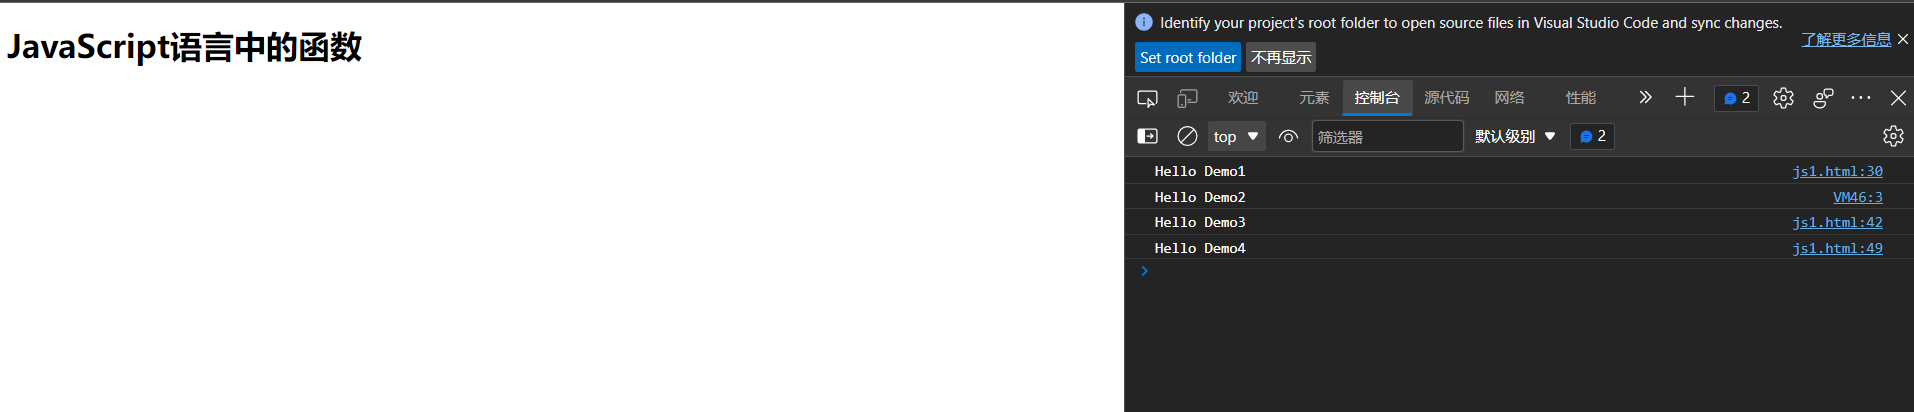 JavaScript语言中的函数
Identify your project's root folder to open source files in Visual Studio Code and sync changes.
了解更多信息
Set root folder 不再显示
欢迎 元素 控制台 源代码 网络 性能 2
top 筛选器 默认级别 2
Hello Demo1 js1.html:30
Hello Demo2 VM46:3
Hello Demo3 js1.html:42
Hello Demo4 js1.html:49